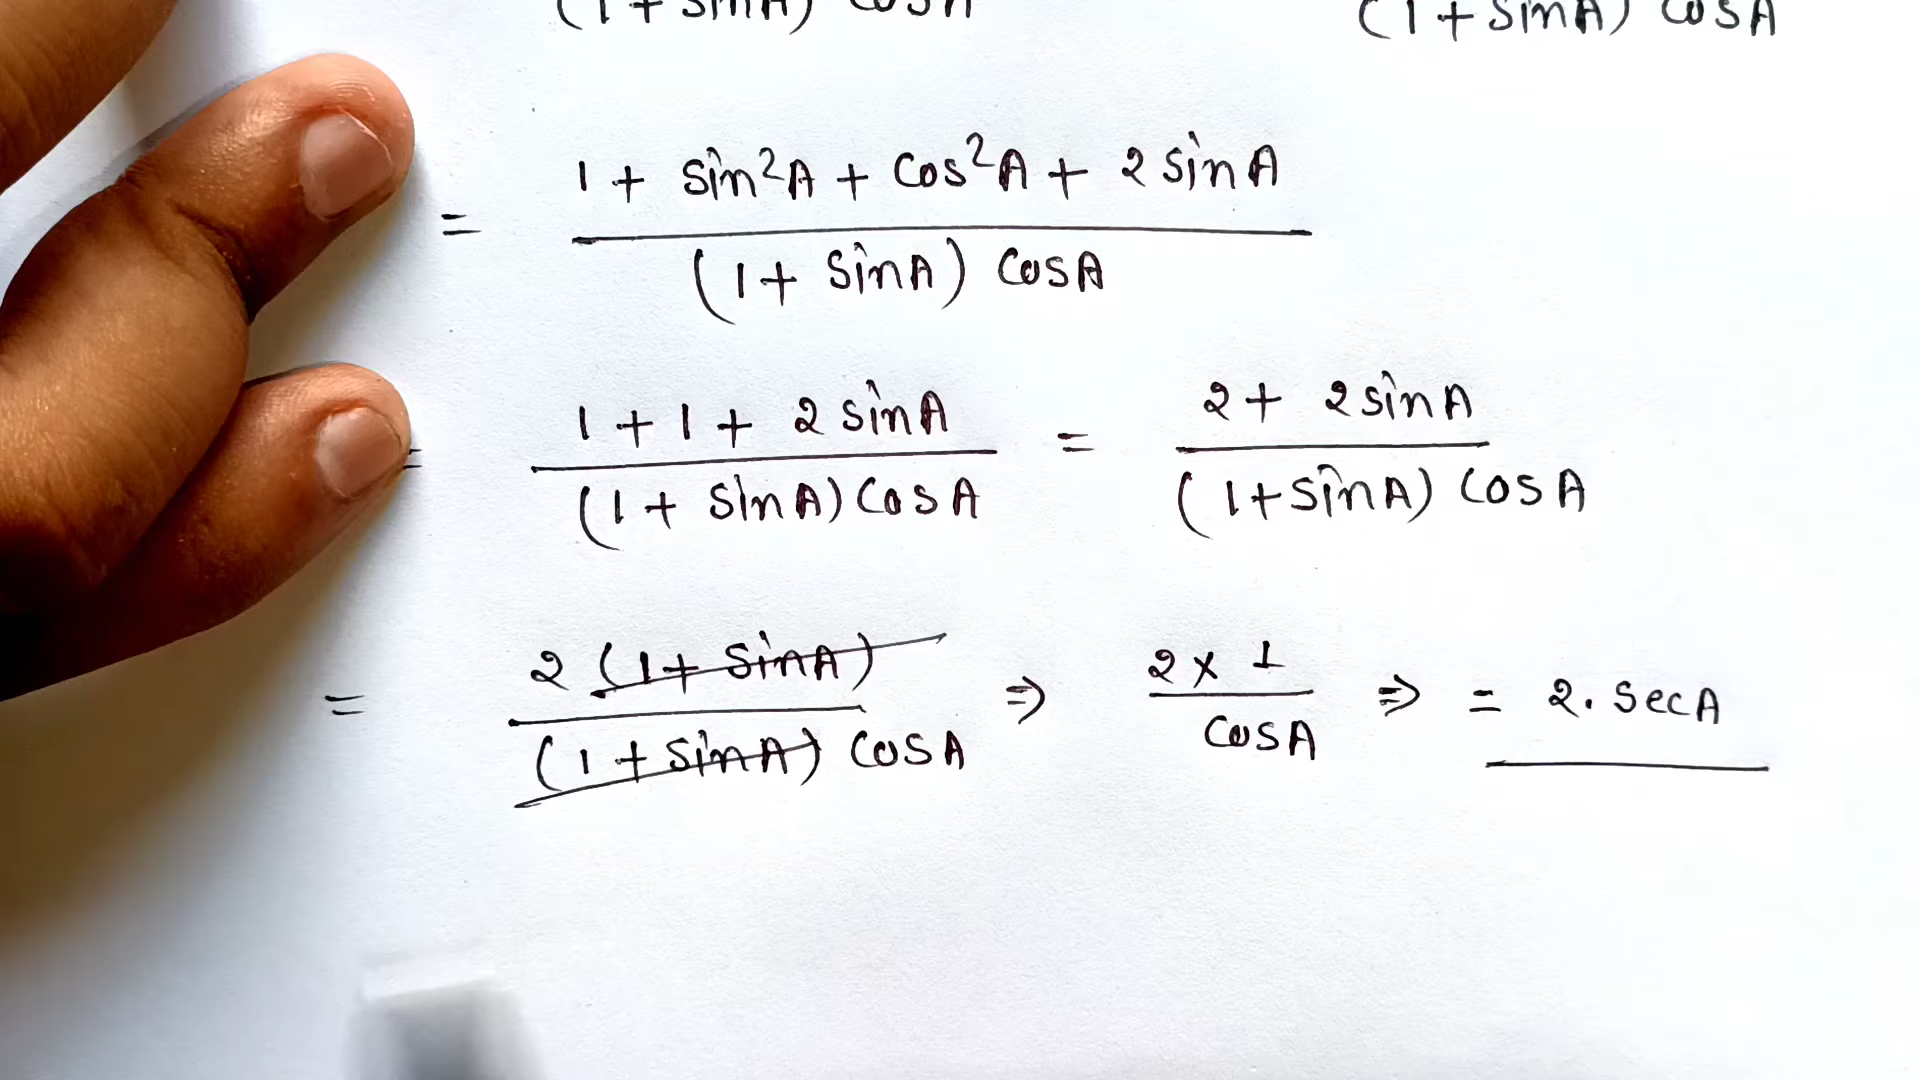 (1 + sinA) cosA (1 + sinA) cosA
= 1 + sin²A + cos²A + 2 sinA
(1 + sinA) cosA
1 + 1 + 2 sinA = 2 + 2 sinA
= (1 + sinA) cosA (1 + sinA) cosA
= 2 (1 + sinA) ⇒ 2 × 1 ⇒ = 2. secA
(1 + sinA) cosA cosA